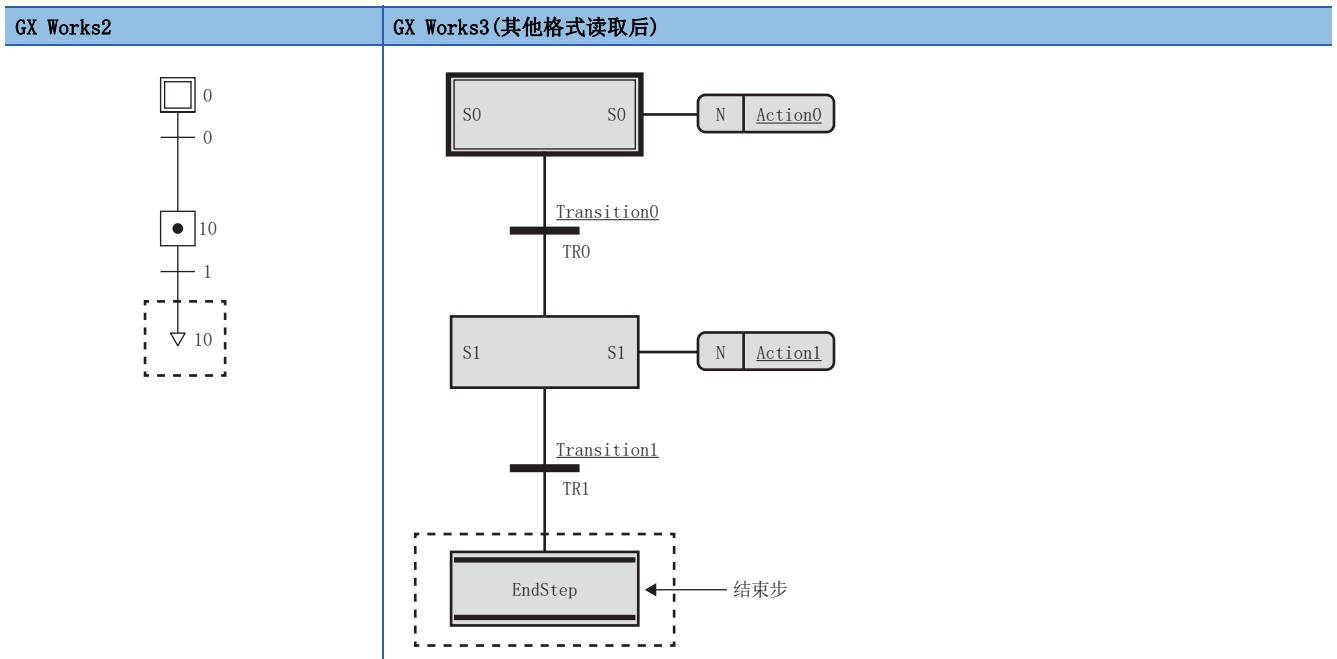 GX Works2
GX Works3(其他格式读取后)
0
0
10
1
10
S0 S0 N Action0
Transition0
TR0
S1 S1 N Action1
Transition1
TR1
EndStep
结束步